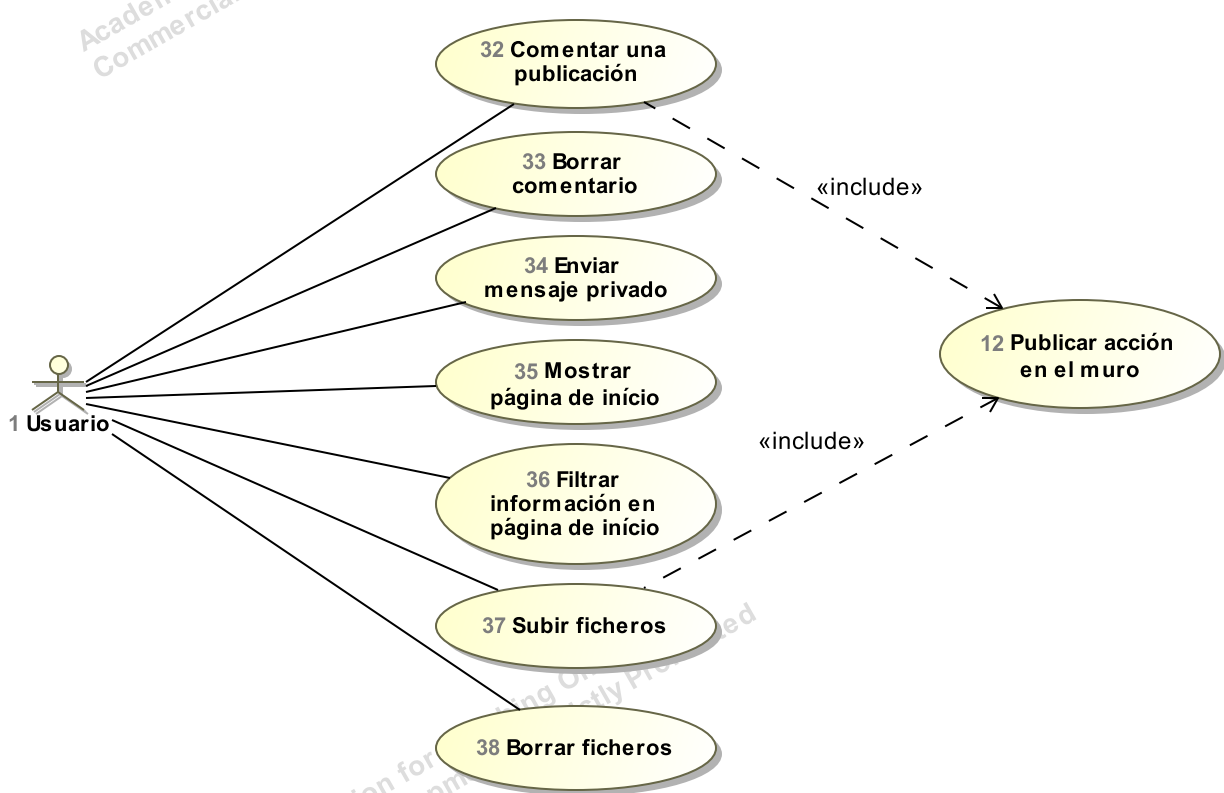 Commercial
32 Comentar una
publicación
33 Borrar
comentario
«include»
34 Enviar
mensaje privado
12 Publicar acción
en el muro
35 Mostrar
página de início
1 Usuario
«include»
36 Filtrar
información en
página de início
37 Subir ficheros
38 Borrar ficheros